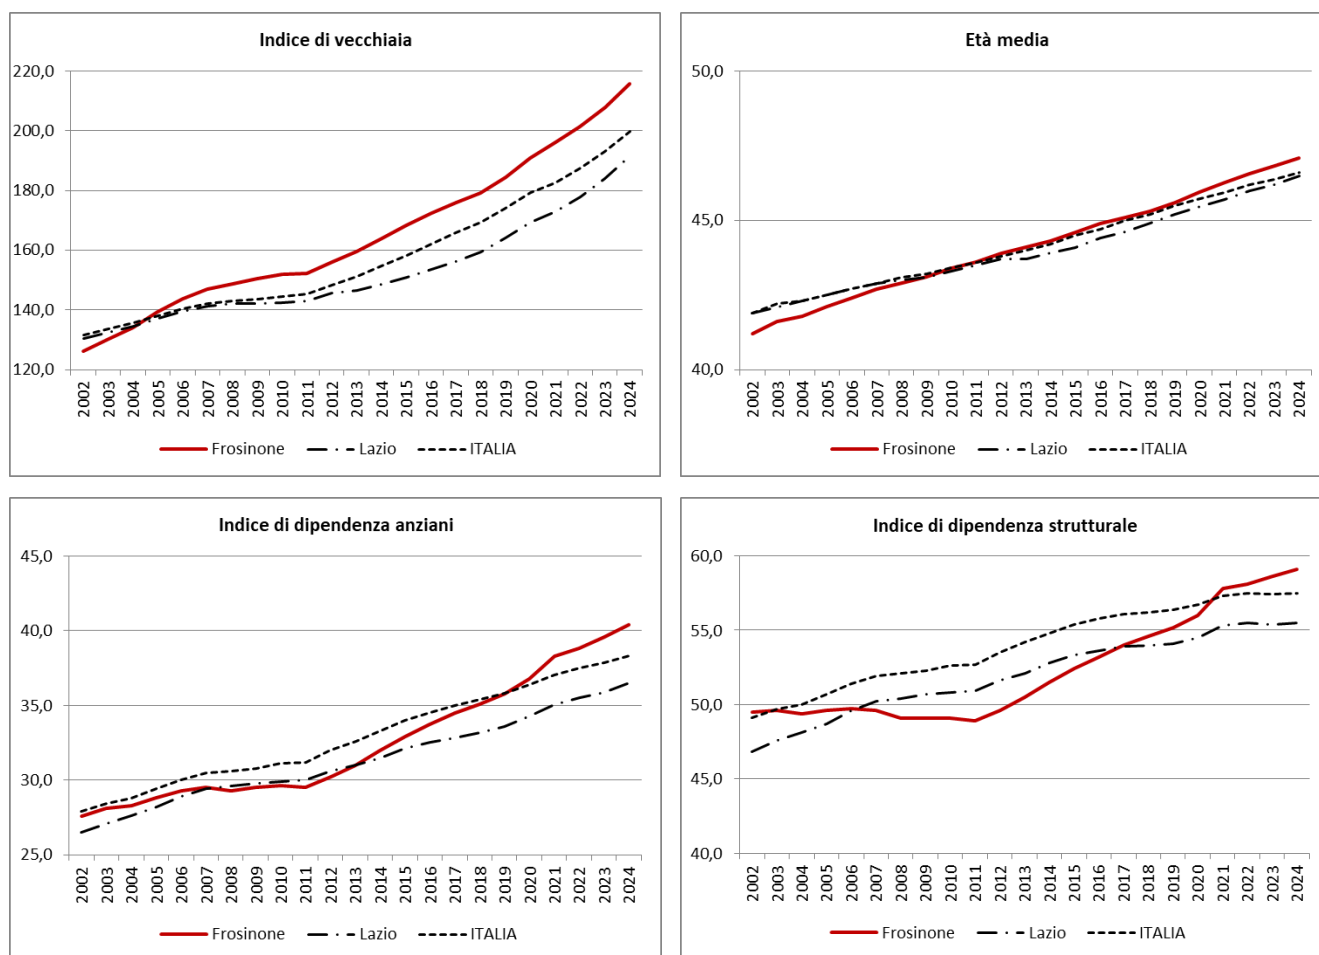 Indice di vecchiaia
220,0
200,0
180,0
160,0
140,0
120,0
2002 2003 2004 2005 2006 2007 2008 2009 2010 2011 2012 2013 2014 2015 2016 2017 2018 2019 2020 2021 2022 2023 2024
Frosinone Lazio ITALIA
Età media
50,0
45,0
40,0
2002 2003 2004 2005 2006 2007 2008 2009 2010 2011 2012 2013 2014 2015 2016 2017 2018 2019 2020 2021 2022 2023 2024
Frosinone Lazio ITALIA
Indice di dipendenza anziani
45,0
40,0
35,0
30,0
25,0
2002 2003 2004 2005 2006 2007 2008 2009 2010 2011 2012 2013 2014 2015 2016 2017 2018 2019 2020 2021 2022 2023 2024
Frosinone Lazio ITALIA
Indice di dipendenza strutturale
60,0
55,0
50,0
45,0
40,0
2002 2003 2004 2005 2006 2007 2008 2009 2010 2011 2012 2013 2014 2015 2016 2017 2018 2019 2020 2021 2022 2023 2024
Frosinone Lazio ITALIA